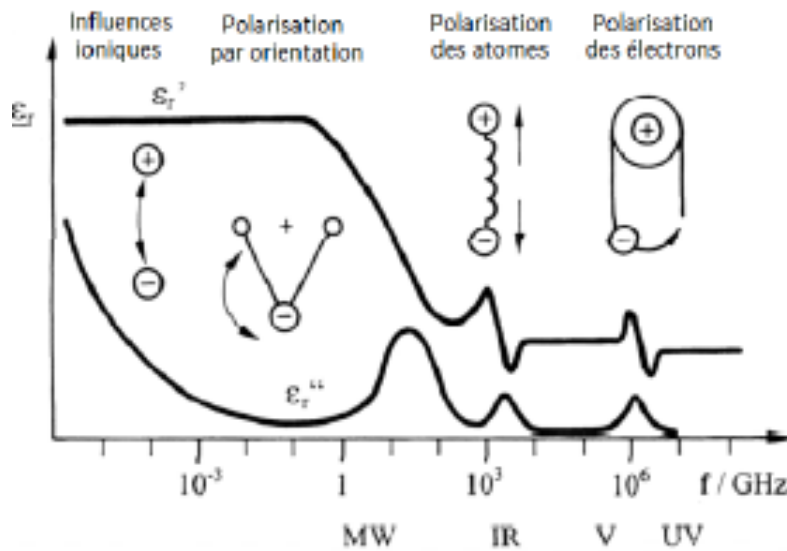 Influences
ioniques
Polarisation
par orientation
Polarisation
des atomes
Polarisation
des électrons
εr
εr'
εr“
+
−
+
−
+
−
+
−
10-3
1
10³
10⁶
f / GHz
MW
IR
V
UV